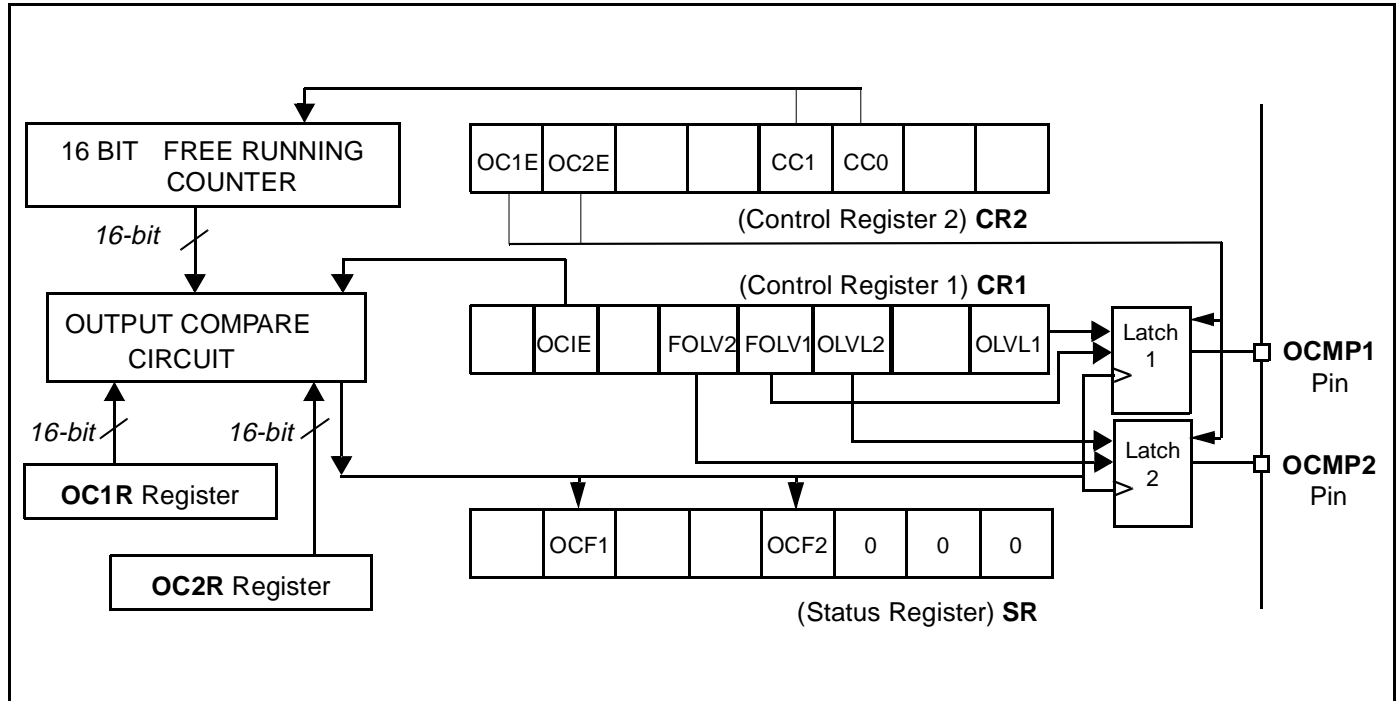 16 BIT FREE RUNNING
COUNTER
16-bit
OC1E OC2E CC1 CC0
(Control Register 2) CR2
(Control Register 1) CR1
OUTPUT COMPARE
CIRCUIT
OCIE FOLV2 FOLV1 OLVL2 OLVL1
Latch
1
OCMP1
Pin
16-bit 16-bit
Latch
2
OCMP2
Pin
OC1R Register
OCF1 OCF2 0 0 0
OC2R Register
(Status Register) SR